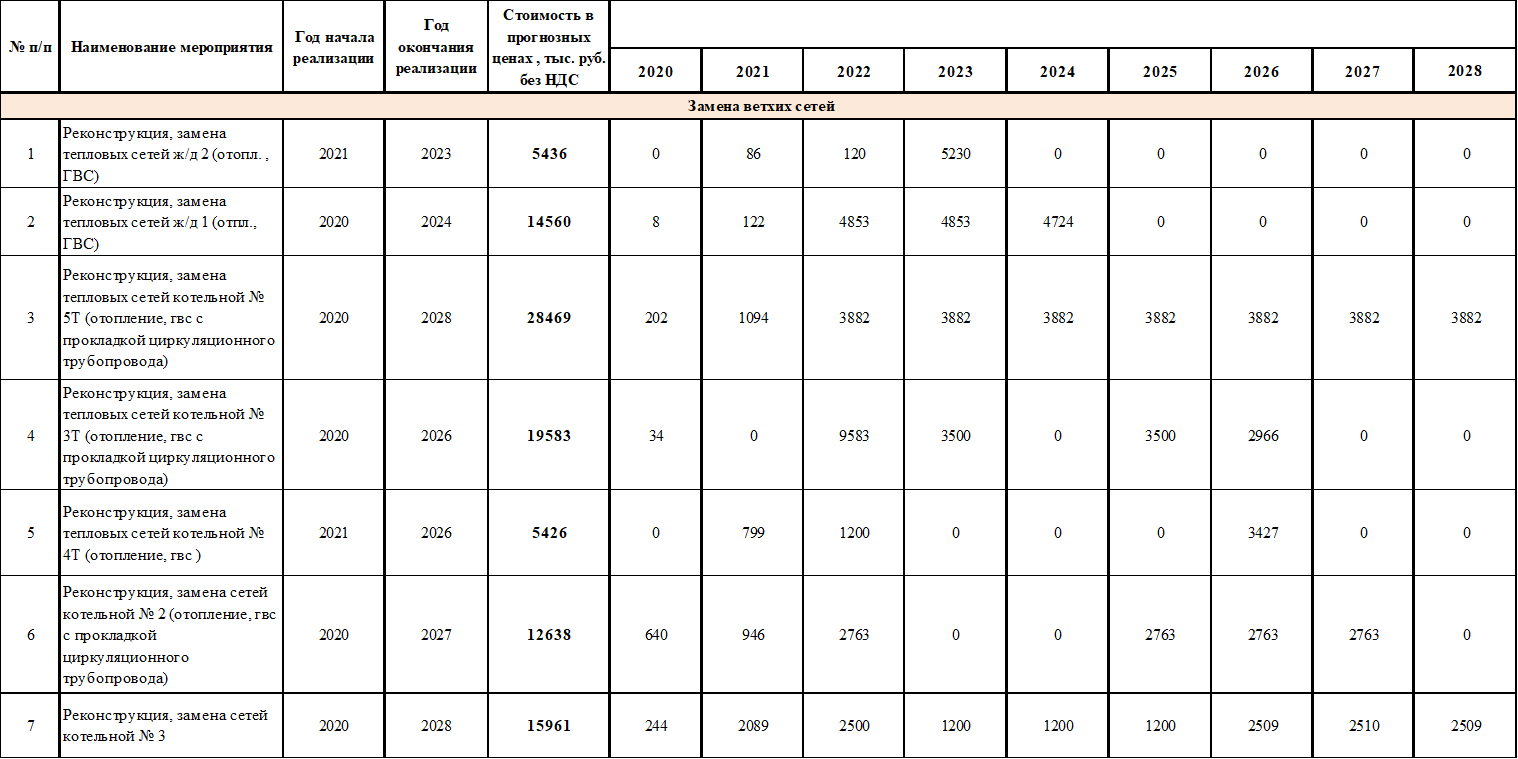 № п/п
Наименование мероприятия
Год начала
реализации
Год
окончания
реализации
Стоимость в
прогнозных
ценах , тыс. руб.
без НДС
2020 2021 2022 2023 2024 2025 2026 2027 2028
Замена ветхих сетей
Реконструкция, замена
тепловых сетей ж/д 2 (отопл. ,
ГВС)
1 2021 2023 5436 0 86 120 5230 0 0 0 0 0
Реконструкция, замена
тепловых сетей ж/д 1 (отпл.,
ГВС)
2 2020 2024 14560 8 122 4853 4853 4724 0 0 0 0
Реконструкция, замена
тепловых сетей котельной №
5Т (отопление, гвс с
прокладкой циркуляционного
трубопровода)
3 2020 2028 28469 202 1094 3882 3882 3882 3882 3882 3882 3882
Реконструкция, замена
тепловых сетей котельной №
3Т (отопление, гвс с
прокладкой циркуляционного
трубопровода)
4 2020 2026 19583 34 0 9583 3500 0 3500 2966 0 0
Реконструкция, замена
тепловых сетей котельной №
4Т (отопление, гвс )
5 2021 2026 5426 0 799 1200 0 0 0 3427 0 0
Реконструкция, замена сетей
котельной № 2 (отопление, гвс
с прокладкой
циркуляционного
трубопровода)
6 2020 2027 12638 640 946 2763 0 0 2763 2763 2763 0
Реконструкция, замена сетей
котельной № 3
7 2020 2028 15961 244 2089 2500 1200 1200 1200 2509 2510 2509